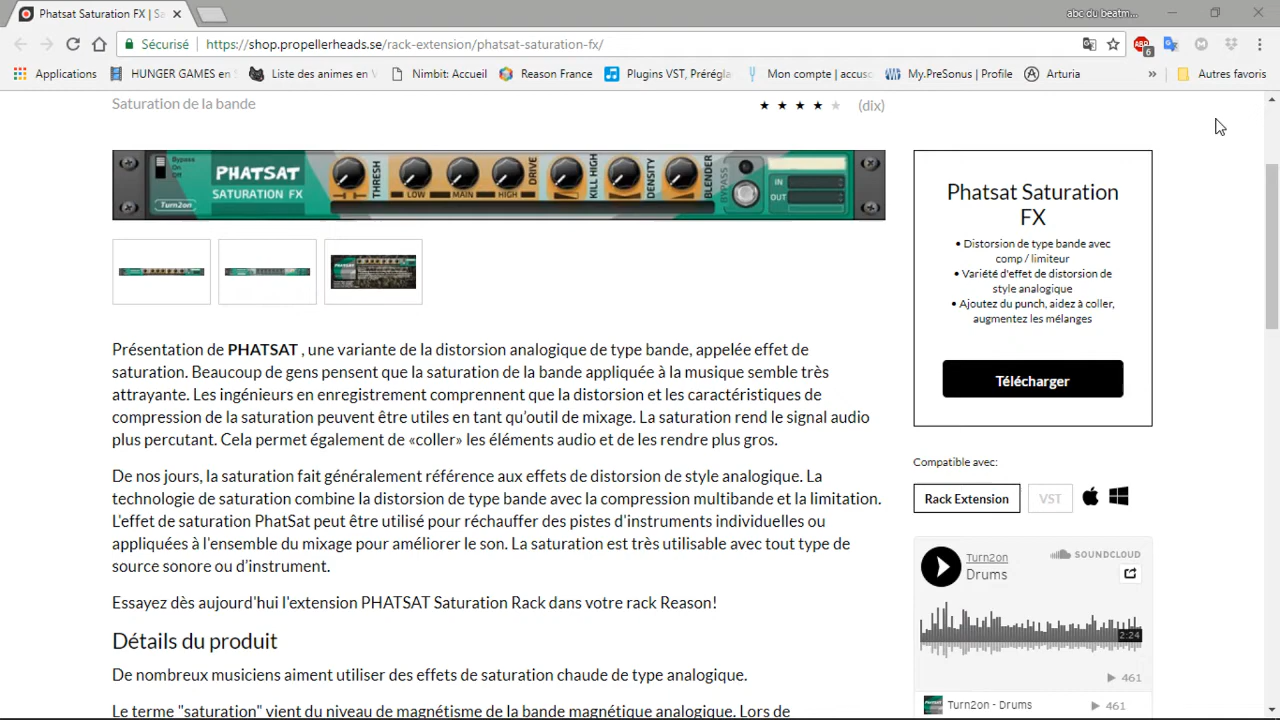 Phatsat Saturation FX | Sa
abc du beatm...
Sécurisé
https://shop.propellerheads.se/rack-extension/phatsat-saturation-fx/
ABP
6
Applications
HUNGER GAMES en S
Liste des animes en V
Nimbit: Accueil
Reason France
Plugins VST, Prérégla
Mon compte | accus
My.PreSonus | Profile
Arturia
»
Autres favoris
Saturation de la bande
(dix)
Bypass
On
Off
PHATSAT
SATURATION FX
Turn2on
THRESH
LOW
MAIN
HIGH
DRIVE
KILL HIGH
DENSITY
BLENDER
BYPASS
IN
OUT
Phatsat Saturation
FX
• Distorsion de type bande avec
comp / limiteur
• Variété d'effet de distorsion de
style analogique
• Ajoutez du punch, aidez à coller,
augmentez les mélanges
Télécharger
Présentation de PHATSAT , une variante de la distorsion analogique de type bande, appelée effet de
saturation. Beaucoup de gens pensent que la saturation de la bande appliquée à la musique semble très
attrayante. Les ingénieurs en enregistrement comprennent que la distorsion et les caractéristiques de
compression de la saturation peuvent être utiles en tant qu'outil de mixage. La saturation rend le signal audio
plus percutant. Cela permet également de «coller» les éléments audio et de les rendre plus gros.
De nos jours, la saturation fait généralement référence aux effets de distorsion de style analogique. La
technologie de saturation combine la distorsion de type bande avec la compression multibande et la limitation.
L'effet de saturation PhatSat peut être utilisé pour réchauffer des pistes d'instruments individuelles ou
appliquées à l'ensemble du mixage pour améliorer le son. La saturation est très utilisable avec tout type de
source sonore ou d'instrument.
Essayez dès aujourd'hui l'extension PHATSAT Saturation Rack dans votre rack Reason!
Détails du produit
De nombreux musiciens aiment utiliser des effets de saturation chaude de type analogique.
Le terme "saturation" vient du niveau de magnétisme de la bande magnétique analogique. Lors de
Compatible avec:
Rack Extension
VST
Turn2on
Drums
SOUNDCLOUD
2:24
461
Turn2on - Drums
461